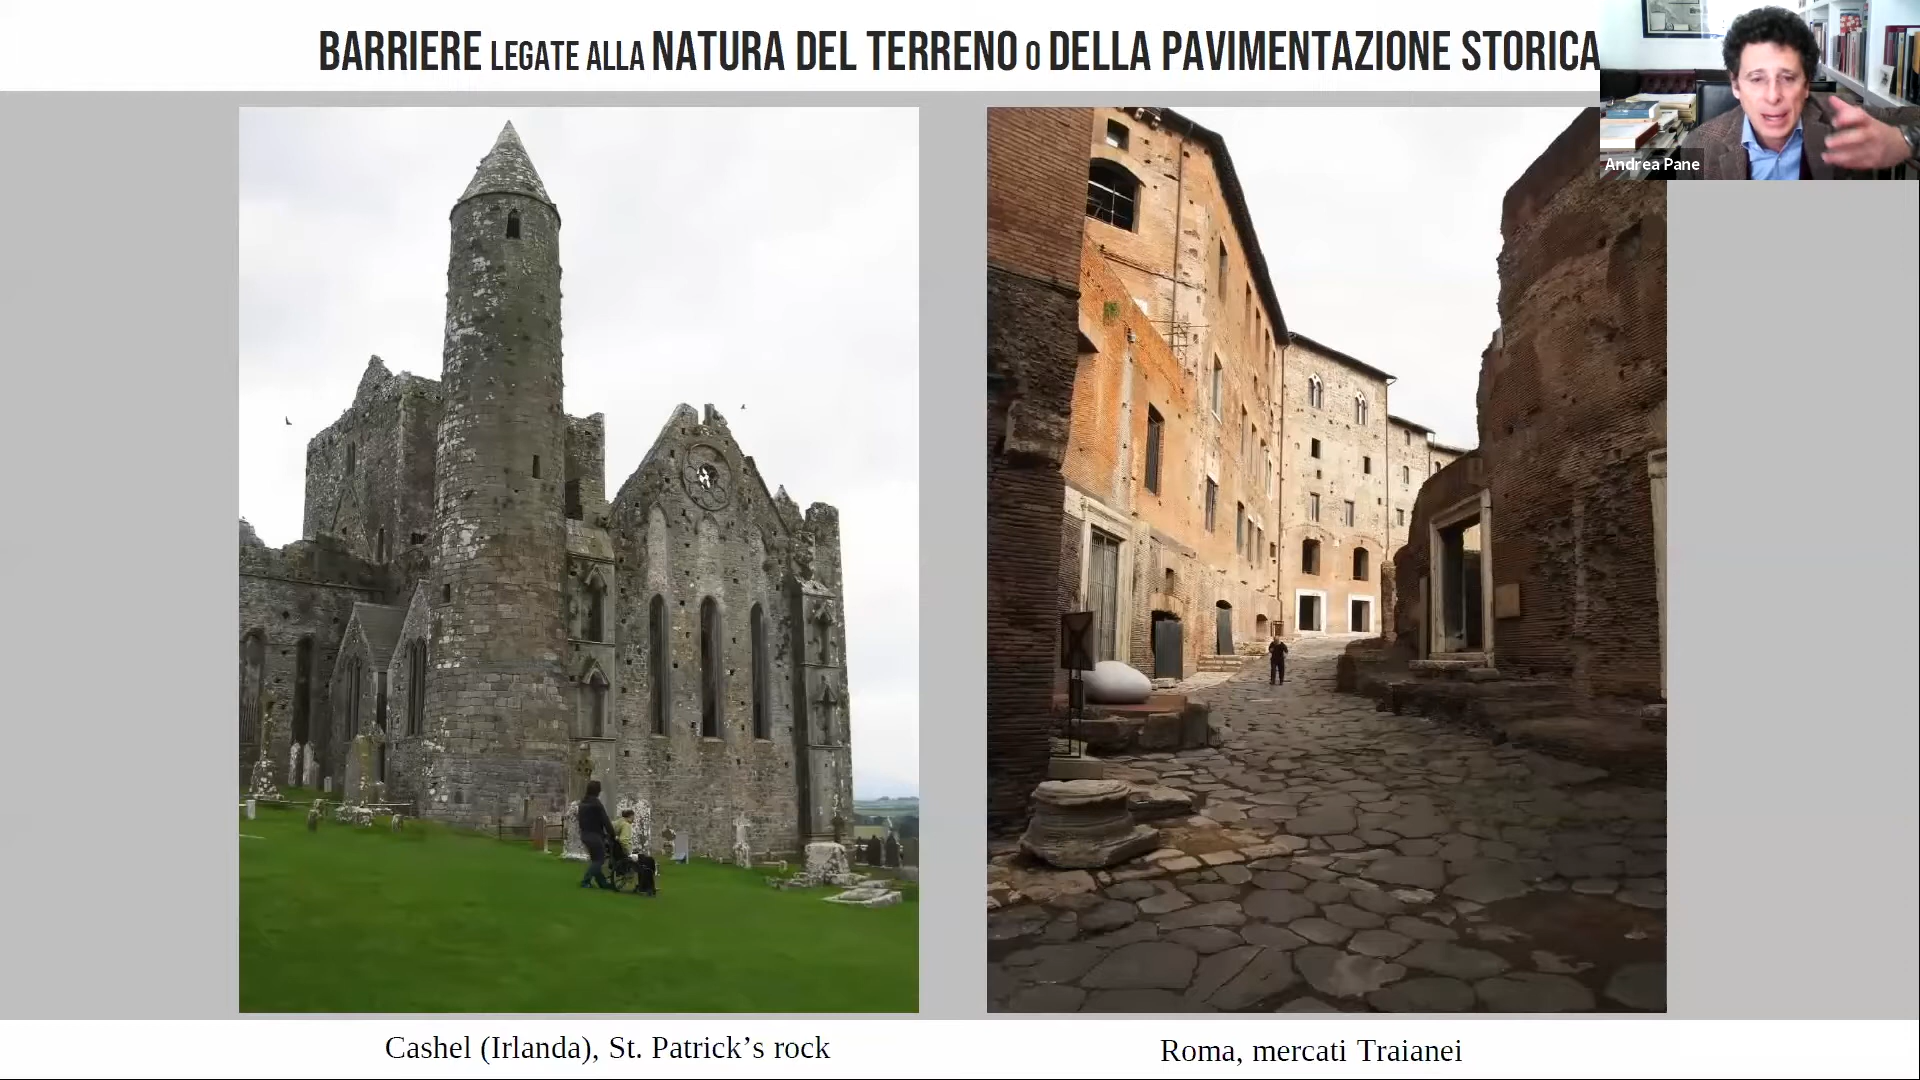 BARRIERE LEGATE ALLA NATURA DEL TERRENO O DELLA PAVIMENTAZIONE STORICA
Andrea Pane
Cashel (Irlanda), St. Patrick’s rock
Roma, mercati Traianei